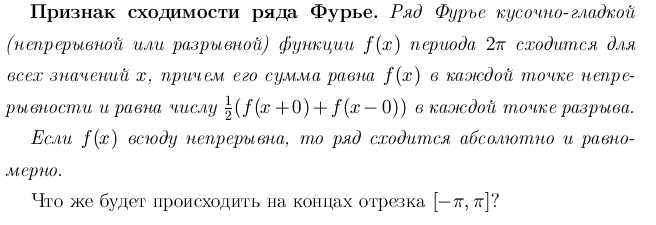 Признак сходимости ряда Фурье. Ряд Фурье кусочно-гладкой
(непрерывной или разрывной) функции f(x) периода 2π сходится для
всех значений x, причем его сумма равна f(x) в каждой точке непре-
рывности и равна числу ½(f(x+0)+f(x−0)) в каждой точке разрыва.
Если f(x) всюду непрерывна, то ряд сходится абсолютно и равно-
мерно.
Что же будет происходить на концах отрезка [−π, π]?